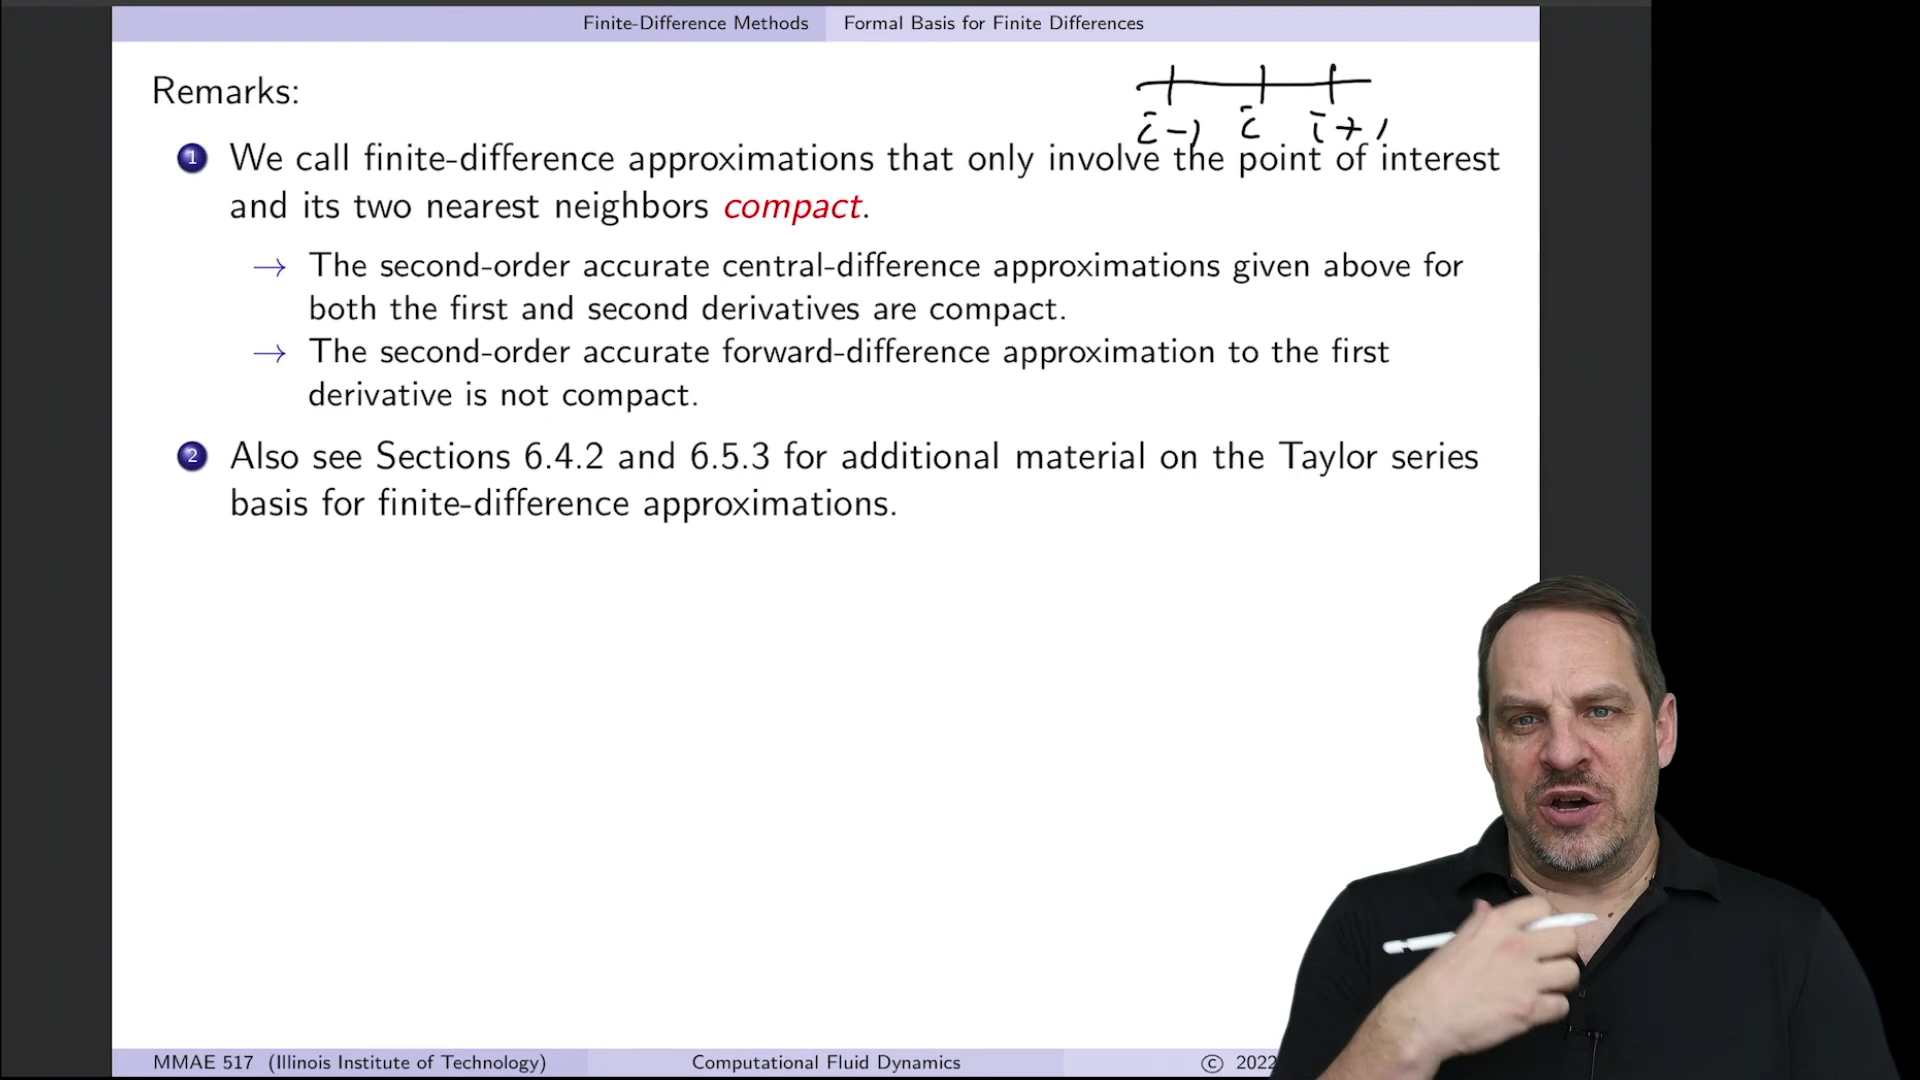 Finite-Difference Methods Formal Basis for Finite Differences
Remarks:
i-1 i i+1
1 We call finite-difference approximations that only involve the point of interest
and its two nearest neighbors compact.
→ The second-order accurate central-difference approximations given above for
both the first and second derivatives are compact.
→ The second-order accurate forward-difference approximation to the first
derivative is not compact.
2 Also see Sections 6.4.2 and 6.5.3 for additional material on the Taylor series
basis for finite-difference approximations.
MMAE 517 (Illinois Institute of Technology) Computational Fluid Dynamics © 2022